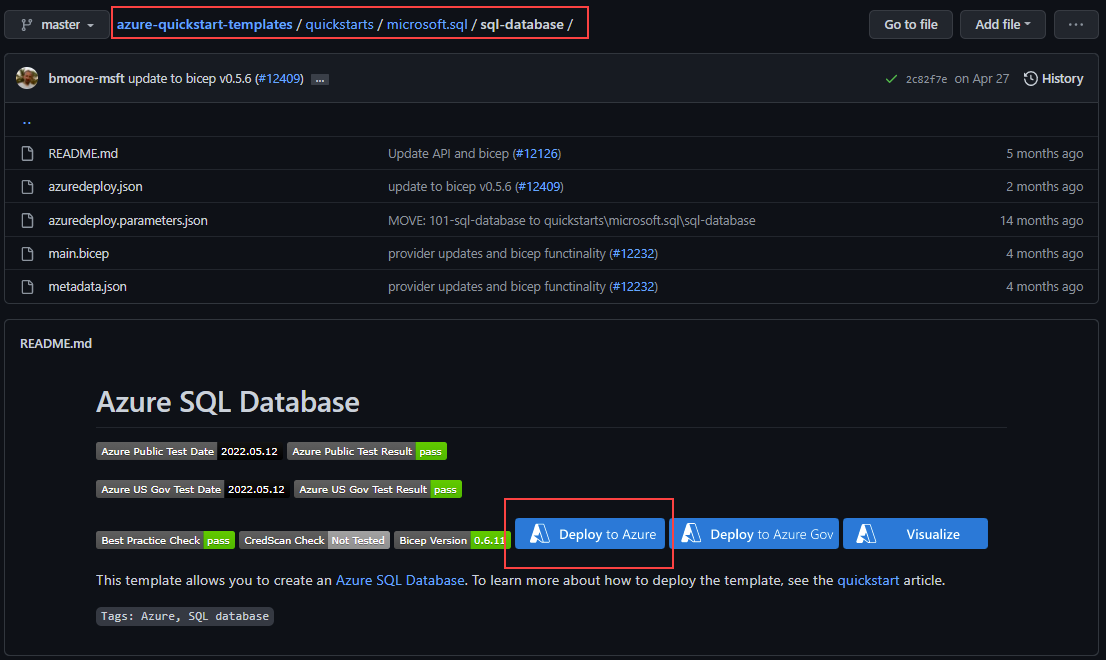 master azure-quickstart-templates / quickstarts / microsoft.sql / sql-database / Go to file Add file ...
bmoore-msft update to bicep v0.5.6 (#12409) ... 2c82f7e on Apr 27 History
..
README.md Update API and bicep (#12126) 5 months ago
azuredeploy.json update to bicep v0.5.6 (#12409) 2 months ago
azuredeploy.parameters.json MOVE: 101-sql-database to quickstarts\microsoft.sql\sql-database 14 months ago
main.bicep provider updates and bicep functinality (#12232) 4 months ago
metadata.json provider updates and bicep functinality (#12232) 4 months ago
README.md
Azure SQL Database
Azure Public Test Date 2022.05.12 Azure Public Test Result pass
Azure US Gov Test Date 2022.05.12 Azure US Gov Test Result pass
Best Practice Check pass CredScan Check Not Tested Bicep Version 0.6.11 Deploy to Azure Deploy to Azure Gov Visualize
This template allows you to create an Azure SQL Database. To learn more about how to deploy the template, see the quickstart article.
Tags: Azure, SQL database